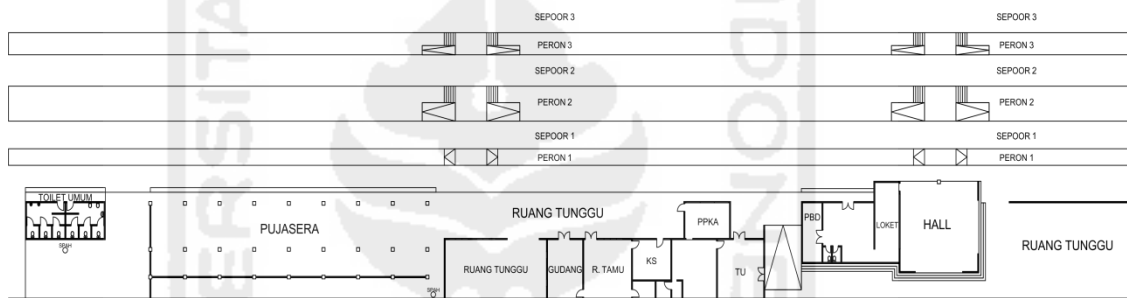 SEPOOR 3 SEPOOR 3
PERON 3 PERON 3
SEPOOR 2 SEPOOR 2
PERON 2 PERON 2
SEPOOR 1 SEPOOR 1
PERON 1 PERON 1
TOILET UMUM
PUJASERA
RUANG TUNGGU
PPKA
PBD
LOKET
HALL
RUANG TUNGGU
RUANG TUNGGU
GUDANG
R. TAMU
KS
TU